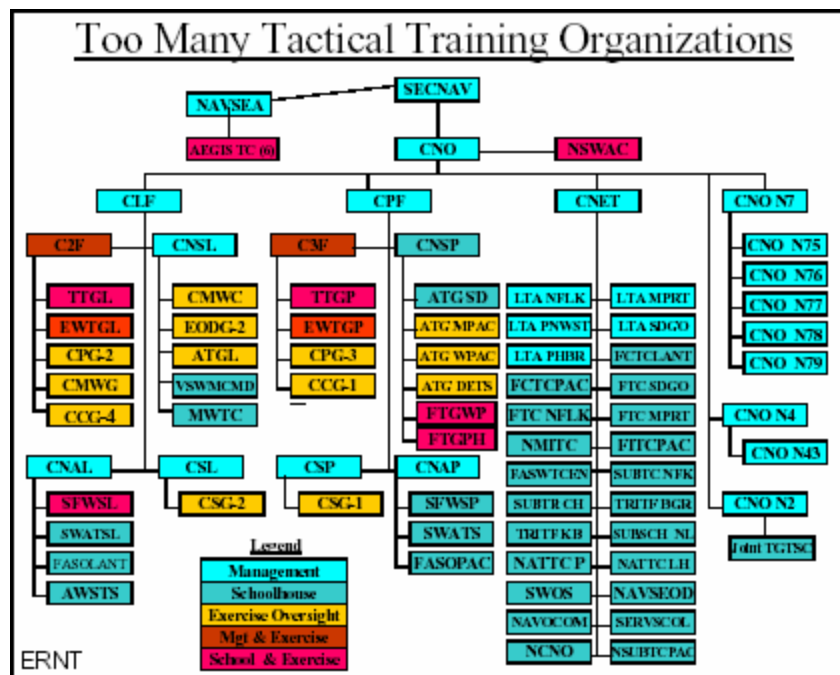 Too Many Tactical Training Organizations
SECNAV
NAVSEA
AEGIS TC (6)
CNO
NSWAC
CLF
CPF
CNET
CNO N7
C2F
CNSL
C3F
CNSP
CNO N75
CNO N76
CNO N77
CNO N78
CNO N79
TTGL
EWTGL
CPG-2
CMWG
CCG-4
CMWC
EODG-2
ATGL
VSWMCMD
MWTC
TTGP
EWTGP
CPG-3
CCG-1
ATG SD
ATG MPAC
ATG WPAC
ATG DETS
FTGWP
FTGPH
LTA NFLK
LTA MPRT
LTA PNWST
LTA SDGO
LTA PHBR
FCTCLANT
FCTCPAC
FTC SDGO
FTC NFLK
FTC MPRT
NMITC
FITCPAC
FASWTCEN
SUBTC NFK
SUBTR CH
TRITF BGR
TRITF KB
SUBSCH NL
NATTC P
NATTC LH
SWOS
NAVSEOD
NAVOCOM
SERVSCOL
NCNO
NSUBTCPAC
CNO N4
CNO N43
CNO N2
Joint TGTSC
CNAL
CSL
CSP
CNAP
SFWSL
SWATSL
FASOLANT
AWSTS
CSG-2
CSG-1
SFWSP
SWATS
FASOPAC
Legend
Management
Schoolhouse
Exercise Oversight
Mgt & Exercise
School & Exercise
ERNT